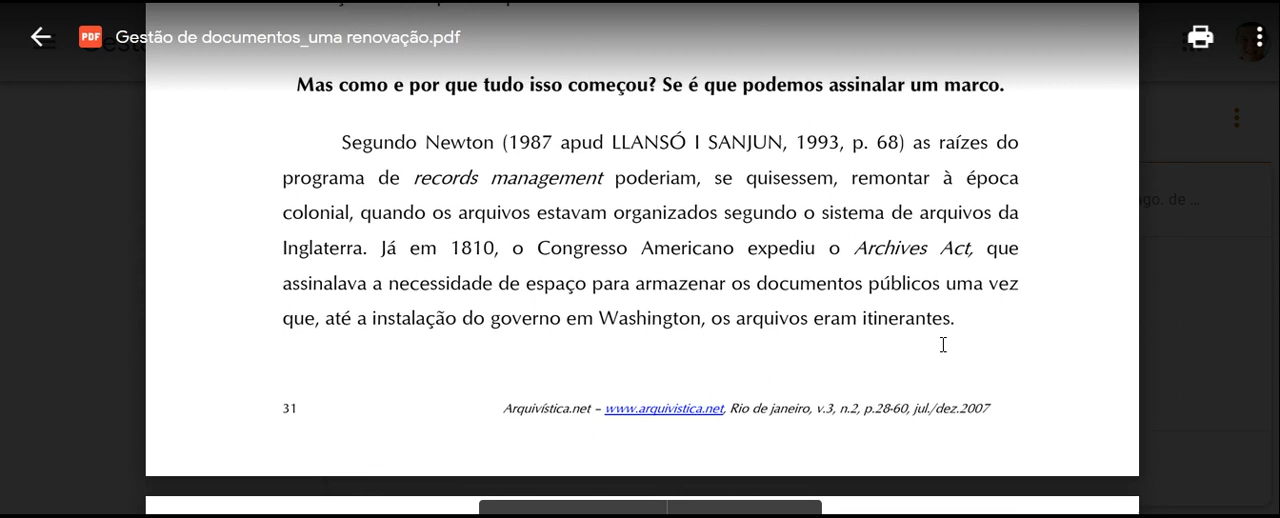 PDF Gestão de documentos_uma renovação.pdf
Mas como e por que tudo isso começou? Se é que podemos assinalar um marco.
Segundo Newton (1987 apud LLANSÓ I SANJUN, 1993, p. 68) as raízes do
programa de records management poderiam, se quisessem, remontar à época
colonial, quando os arquivos estavam organizados segundo o sistema de arquivos da
ago. de ...
Inglaterra. Já em 1810, o Congresso Americano expediu o Archives Act, que
assinalava a necessidade de espaço para armazenar os documentos públicos uma vez
que, até a instalação do governo em Washington, os arquivos eram itinerantes.
31 Arquivística.net – www.arquivistica.net, Rio de janeiro, v.3, n.2, p.28-60, jul./dez.2007